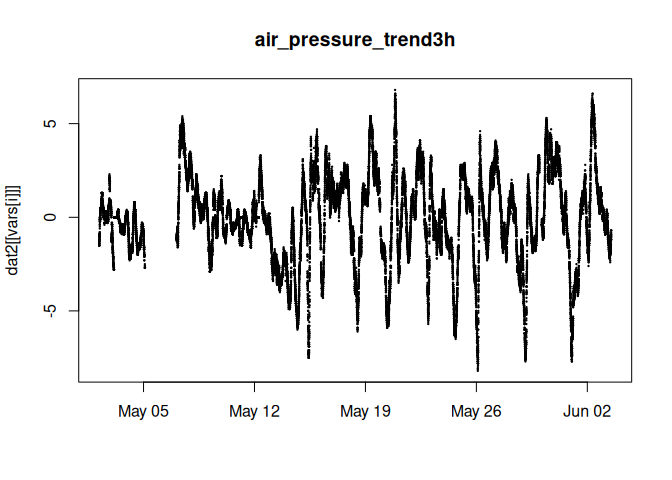 air_pressure_trend3h
dat2[[vars[i]]]
5
0
-5
May 05
May 12
May 19
May 26
Jun 02